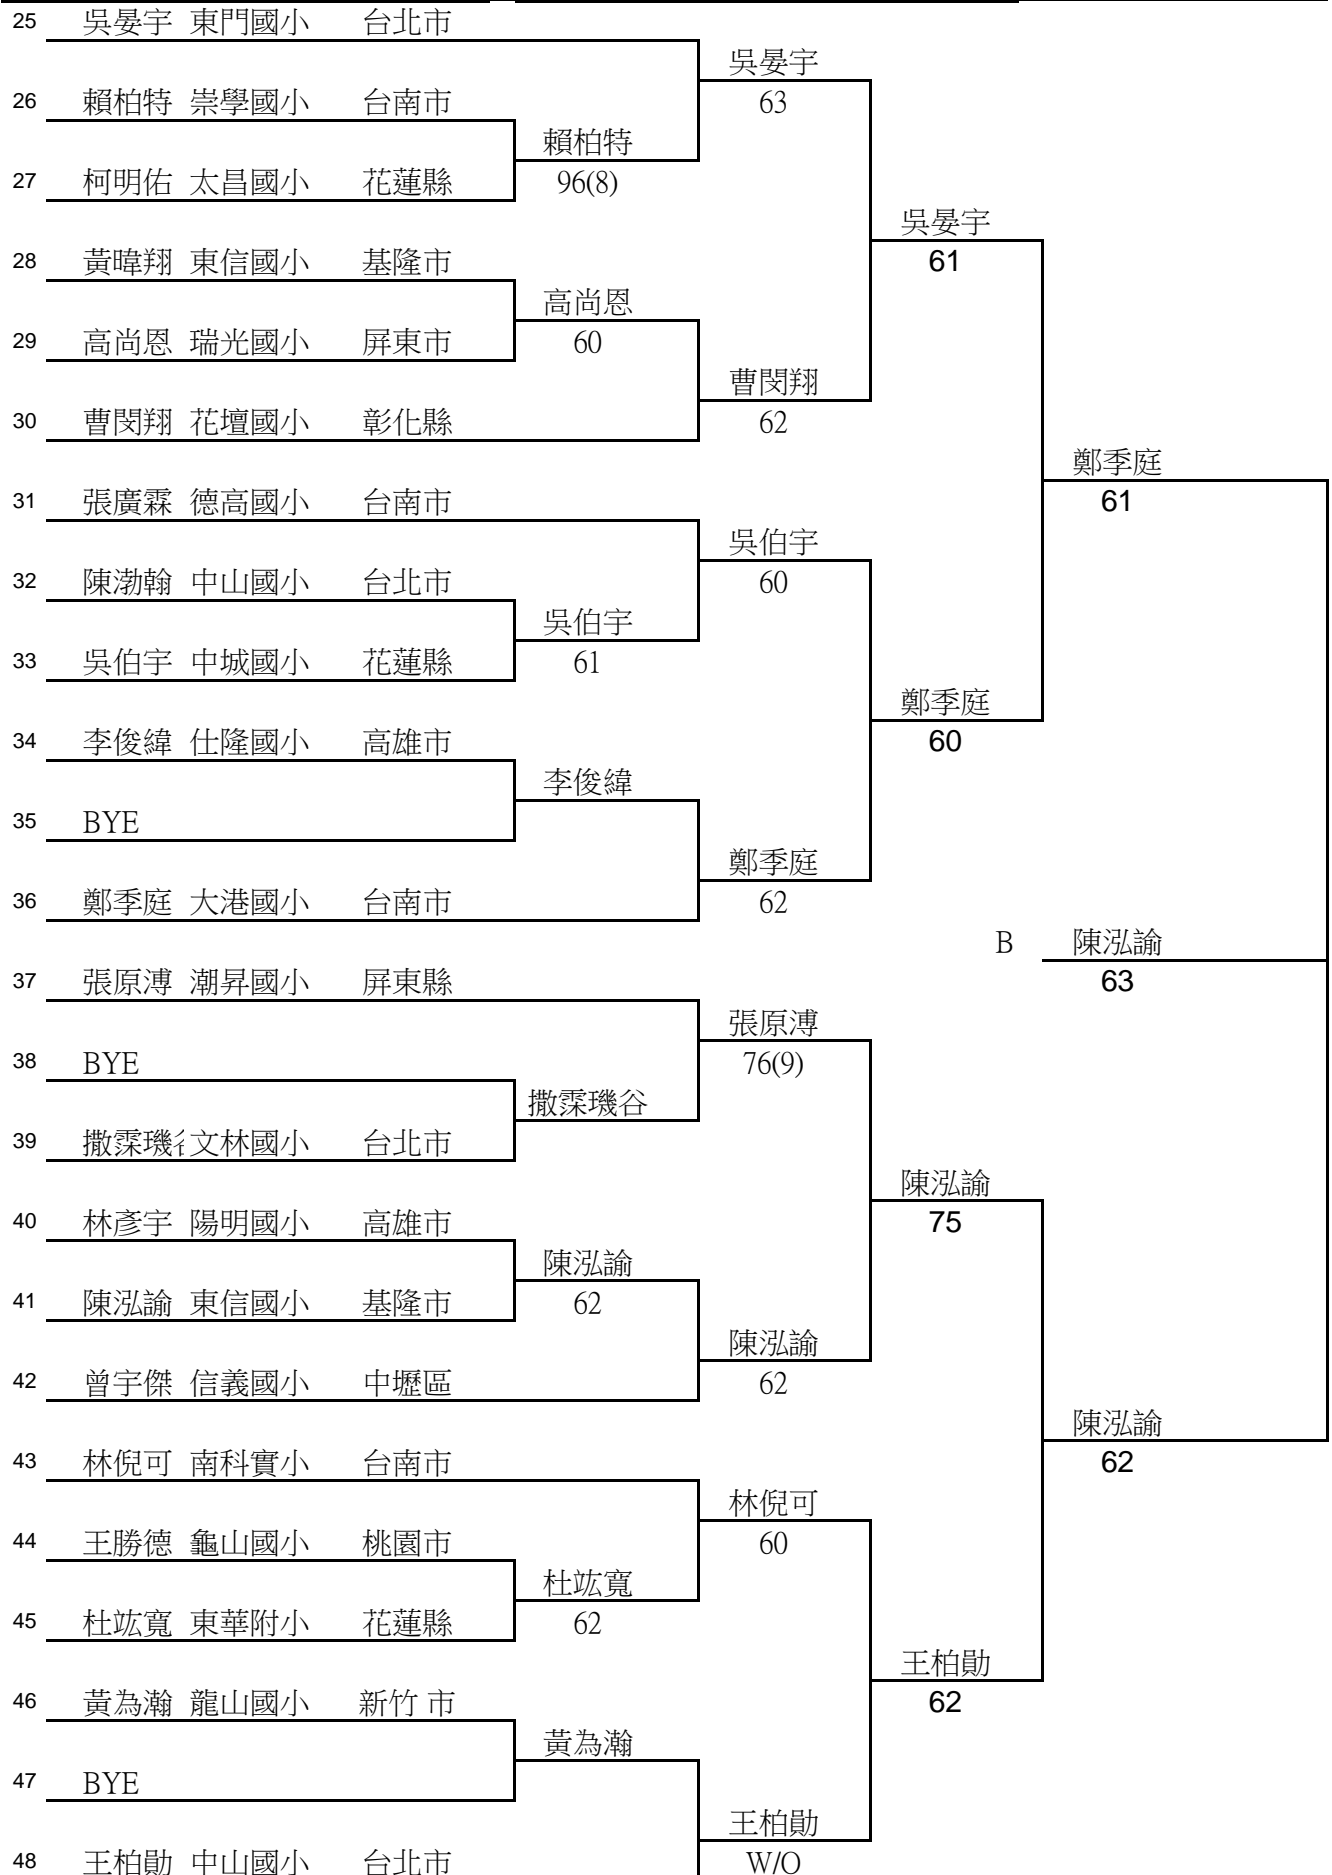 25 吳晏宇 東門國小 台北市
吳晏宇
26 賴柏特 崇學國小 台南市 63
賴柏特
27 柯明佑 太昌國小 花蓮縣 96(8)
吳晏宇
28 黃暐翔 東信國小 基隆市 61
高尚恩
29 高尚恩 瑞光國小 屏東市 60
曹閔翔
30 曹閔翔 花壇國小 彰化縣 62
鄭季庭
31 張廣霖 德高國小 台南市 61
吳伯宇
32 陳渤翰 中山國小 台北市 60
吳伯宇
33 吳伯宇 中城國小 花蓮縣 61
鄭季庭
34 李俊緯 仕隆國小 高雄市 60
李俊緯
35 BYE
鄭季庭
36 鄭季庭 大港國小 台南市 62
B 陳泓諭
37 張原溥 潮昇國小 屏東縣 63
張原溥
38 BYE 76(9)
撒霂璣谷
39 撒霂璣 文林國小 台北市
陳泓諭
40 林彥宇 陽明國小 高雄市 75
陳泓諭
41 陳泓諭 東信國小 基隆市 62
陳泓諭
42 曾宇傑 信義國小 中壢區 62
陳泓諭
43 林倪可 南科實小 台南市 62
林倪可
44 王勝德 龜山國小 桃園市 60
杜竑寬
45 杜竑寬 東華附小 花蓮縣 62
王柏勛
46 黃為瀚 龍山國小 新竹 市 62
黃為瀚
47 BYE
王柏勛
48 王柏勛 中山國小 台北市 W/O